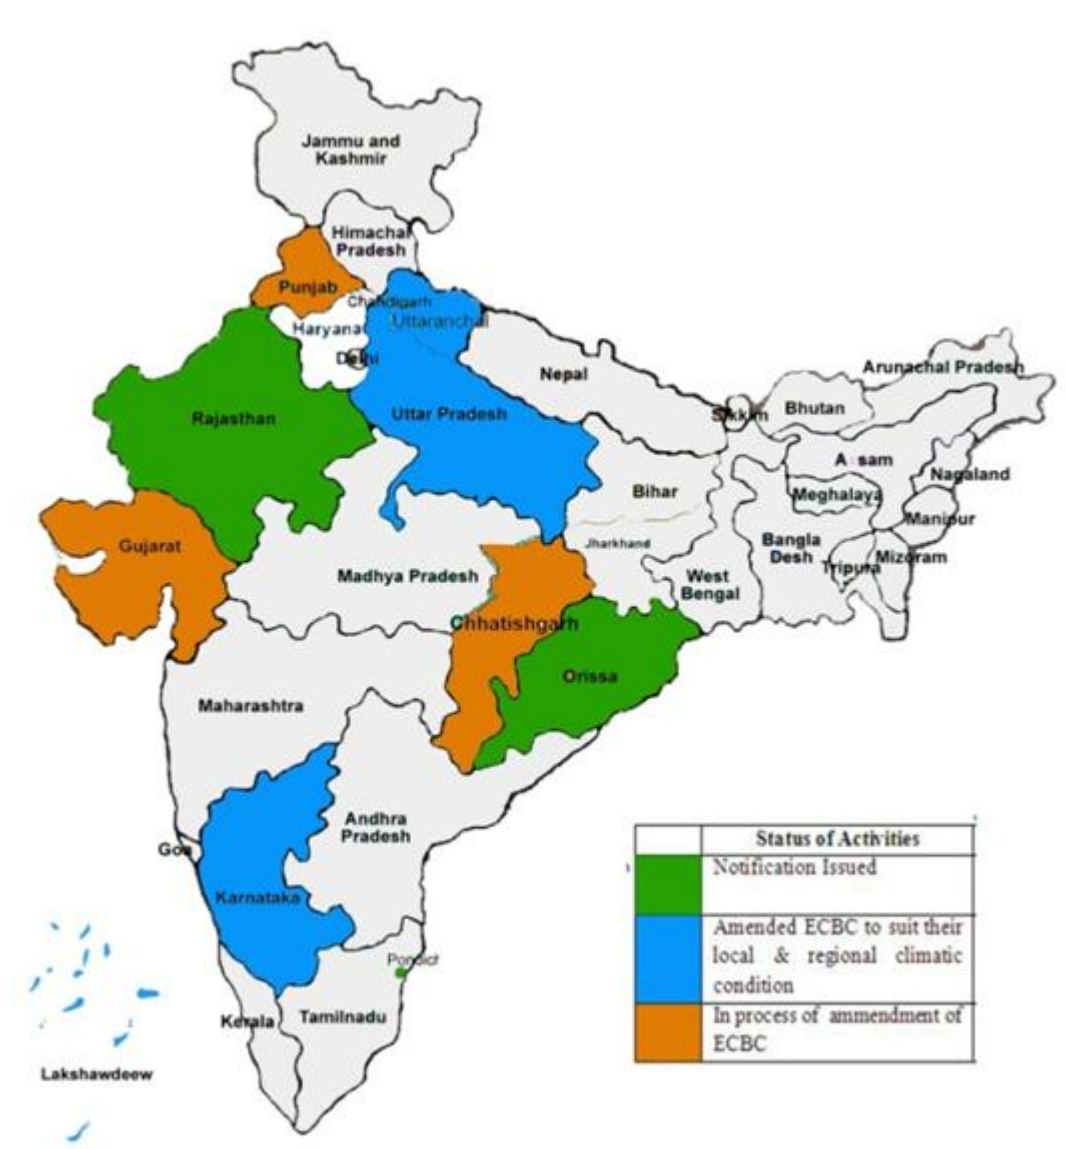 Jammu and
Kashmir
Himachal
Pradesh
Punjab
Chandigarh
Uttaranchal
Haryana
Delhi
Nepal
Arunachal Pradesh
Rajasthan
Uttar Pradesh
Sikkim
Bhutan
A sam
Nagaland
Bihar
Meghalaya
Manipur
Gujarat
Jharkhand
Bangla
Desh
Mizoram
Tripura
Madhya Pradesh
West
Bengal
Chhatishgarh
Orissa
Maharashtra
Andhra
Pradesh
Goa
Karnataka
Pondict
Kerala
Tamilnadu
Lakshawdeew
Status of Activities
Notification Issued
Amended ECBC to suit their
local & regional climatic
condition
In process of ammendment of
ECBC